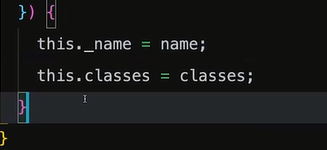 }) {
this._name = name;
this.classes = classes;
}
}